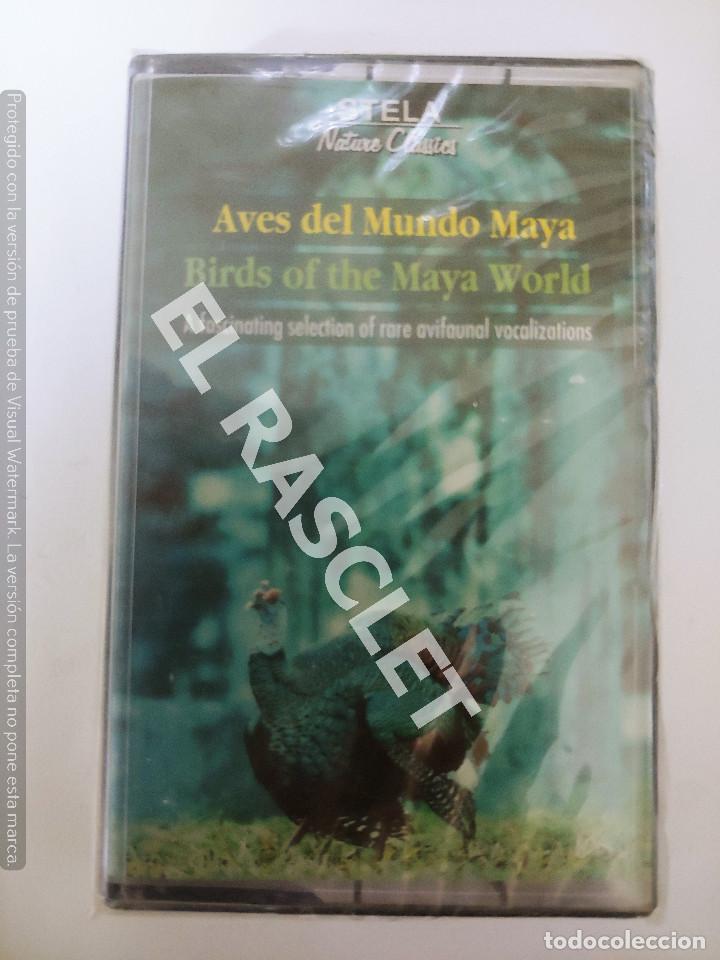 STELA
Nature Classics
Aves del Mundo Maya
Birds of the Maya World
A fascinating selection of rare avifaunal vocalizations
EL RASCLET
Protegido con la versión de prueba de Visual Watermark. La versión completa no pone esta marca.
todocoleccion